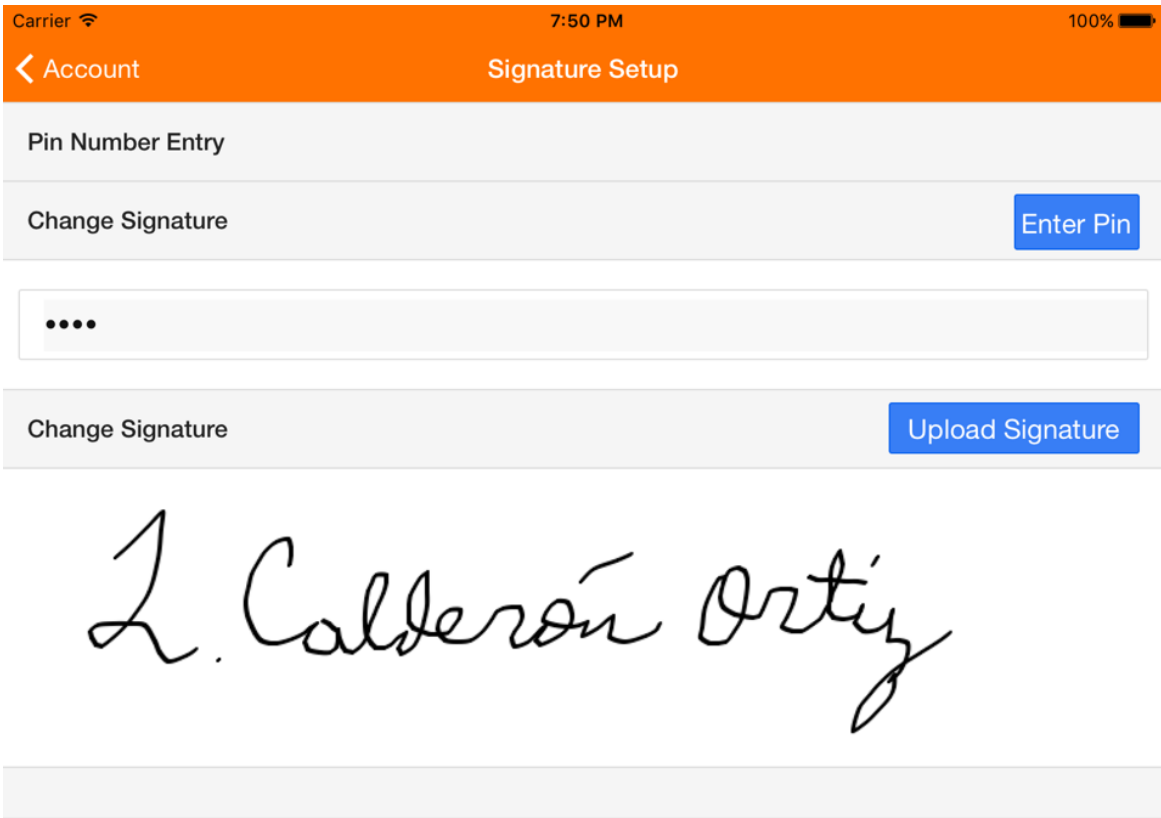 Carrier 7:50 PM 100%
Account Signature Setup
Pin Number Entry
Change Signature Enter Pin
••••
Change Signature Upload Signature
L. Calderón Ortíz